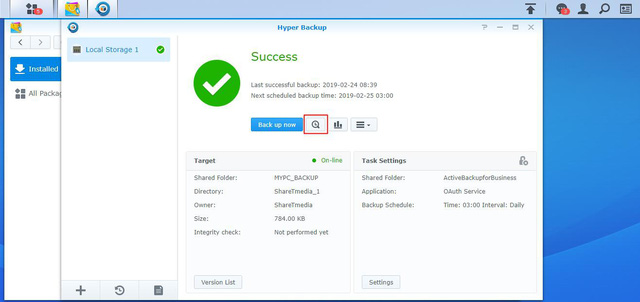 5
3
Hyper Backup
Local Storage 1
Installed
All Packag
Success
Last successful backup: 2019-02-24 08:39
Next scheduled backup time: 2019-02-25 03:00
Back up now
Target
On-line
Shared Folder: MYPC_BACKUP
Directory: ShareTmedia_1
Owner: ShareTmedia
Size: 784.00 KB
Integrity check: Not performed yet
Version List
Task Settings
Shared Folder: ActiveBackupforBusiness
Application: OAuth Service
Backup Schedule: Time: 03:00 Interval: Daily
Settings